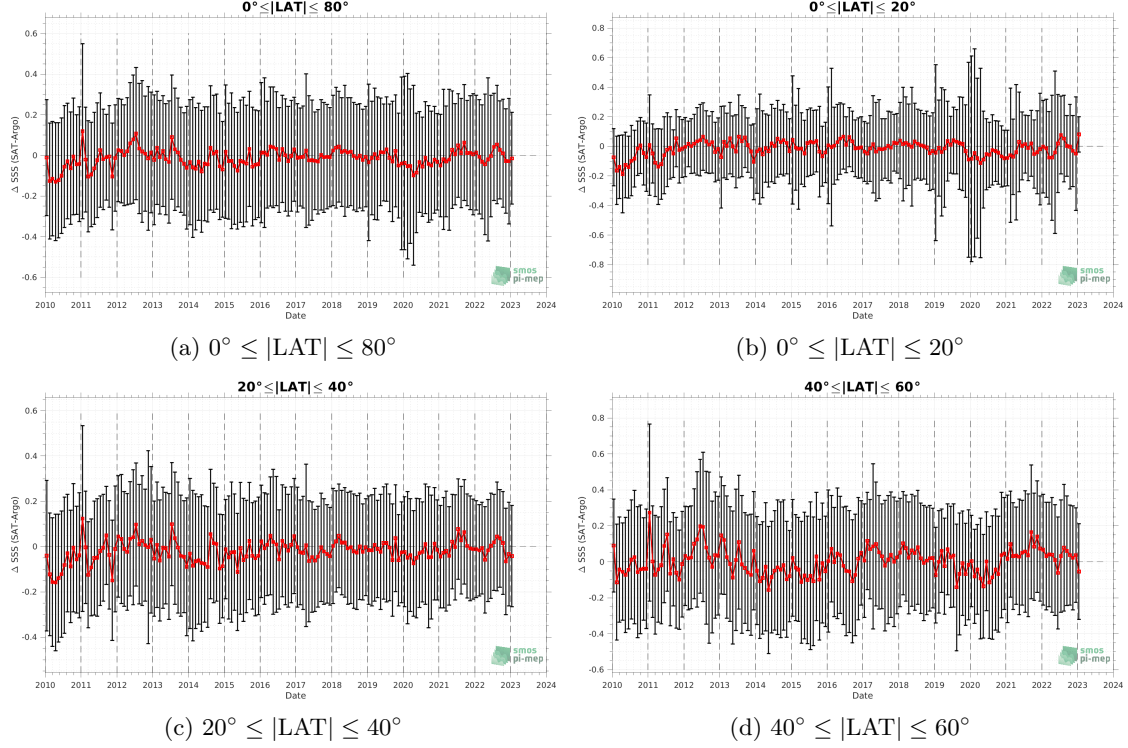 0°≤|LAT|≤ 80°
Δ SSS (SAT-Argo)
0.6
0.4
0.2
0
-0.2
-0.4
-0.6
2010 2011 2012 2013 2014 2015 2016 2017 2018 2019 2020 2021 2022 2023 2024
Date
smos
pi-mep
(a) 0° ≤ |LAT| ≤ 80°
0°≤|LAT|≤ 20°
Δ SSS (SAT-Argo)
0.8
0.6
0.4
0.2
0
-0.2
-0.4
-0.6
-0.8
2010 2011 2012 2013 2014 2015 2016 2017 2018 2019 2020 2021 2022 2023 2024
Date
smos
pi-mep
(b) 0° ≤ |LAT| ≤ 20°
20°≤|LAT|≤ 40°
Δ SSS (SAT-Argo)
0.6
0.4
0.2
0
-0.2
-0.4
2010 2011 2012 2013 2014 2015 2016 2017 2018 2019 2020 2021 2022 2023 2024
Date
smos
pi-mep
(c) 20° ≤ |LAT| ≤ 40°
40°≤|LAT|≤ 60°
Δ SSS (SAT-Argo)
0.8
0.6
0.4
0.2
0
-0.2
-0.4
-0.6
2010 2011 2012 2013 2014 2015 2016 2017 2018 2019 2020 2021 2022 2023 2024
Date
smos
pi-mep
(d) 40° ≤ |LAT| ≤ 60°